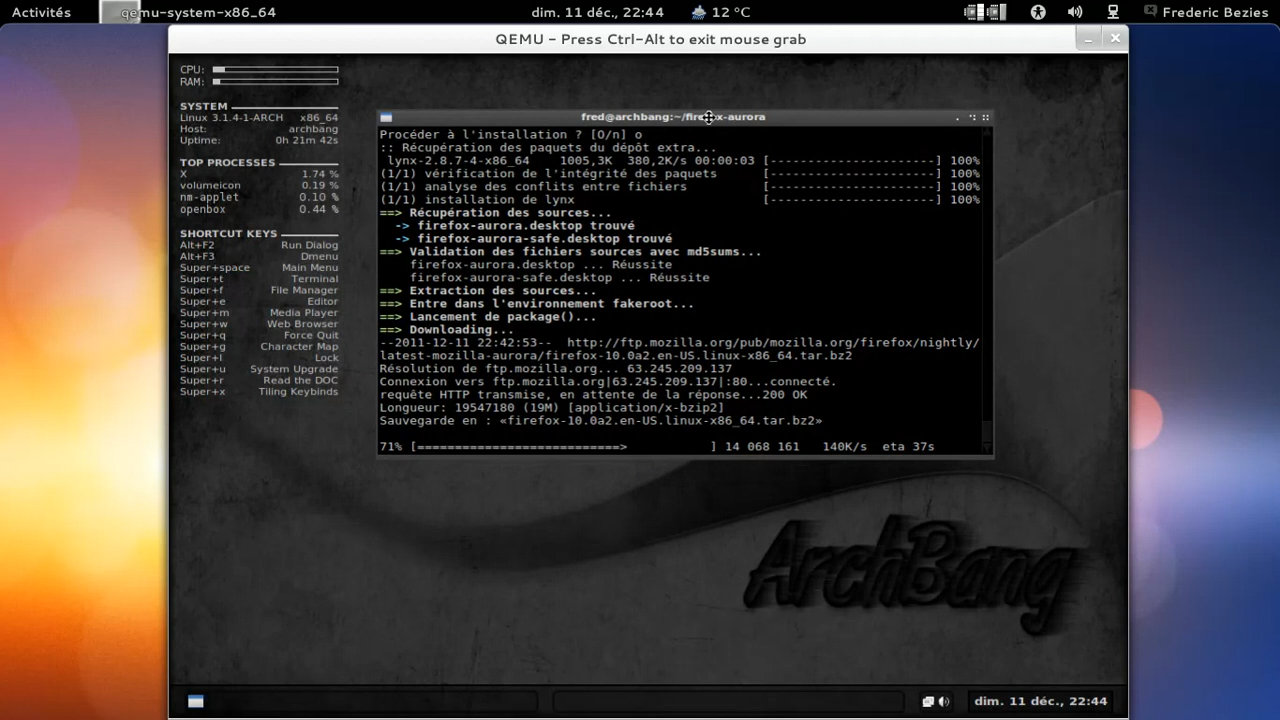 Activités
qemu-system-x86_64
dim. 11 déc., 22:44
12 °C
Frederic Bezies
QEMU - Press Ctrl-Alt to exit mouse grab
CPU:
RAM:
SYSTEM
Linux 3.1.4-1-ARCH x86_64
Host: archbang
Uptime: 0h 21m 42s
TOP PROCESSES
X 1.74 %
volumeicon 0.19 %
nm-applet 0.10 %
openbox 0.44 %
SHORTCUT KEYS
Alt+F2 Run Dialog
Alt+F3 Dmenu
Super+space Main Menu
Super+t Terminal
Super+f File Manager
Super+e Editor
Super+m Media Player
Super+w Web Browser
Super+q Force Quit
Super+g Character Map
Super+l Lock
Super+u System Upgrade
Super+r Read the DOC
Super+x Tiling Keybinds
fred@archbang:~/firefox-aurora
Procéder à l'installation ? [O/n] o
:: Récupération des paquets du dépôt extra...
lynx-2.8.7-4-x86_64 1005,3K 380,2K/s 00:00:03 [----------------------] 100%
(1/1) vérification de l'intégrité des paquets [----------------------] 100%
(1/1) analyse des conflits entre fichiers [----------------------] 100%
(1/1) installation de lynx [----------------------] 100%
==> Récupération des sources...
-> firefox-aurora.desktop trouvé
-> firefox-aurora-safe.desktop trouvé
==> Validation des fichiers sources avec md5sums...
firefox-aurora.desktop ... Réussite
firefox-aurora-safe.desktop ... Réussite
==> Extraction des sources...
==> Entre dans l'environnement fakeroot...
==> Lancement de package()...
==> Downloading...
--2011-12-11 22:42:53-- http://ftp.mozilla.org/pub/mozilla.org/firefox/nightly/
latest-mozilla-aurora/firefox-10.0a2.en-US.linux-x86_64.tar.bz2
Résolution de ftp.mozilla.org... 63.245.209.137
Connexion vers ftp.mozilla.org|63.245.209.137|:80...connecté.
requête HTTP transmise, en attente de la réponse...200 OK
Longueur: 19547180 (19M) [application/x-bzip2]
Sauvegarde en : «firefox-10.0a2.en-US.linux-x86_64.tar.bz2»
71% [===========================> ] 14 068 161 140K/s eta 37s
ArchBang
dim. 11 déc., 22:44